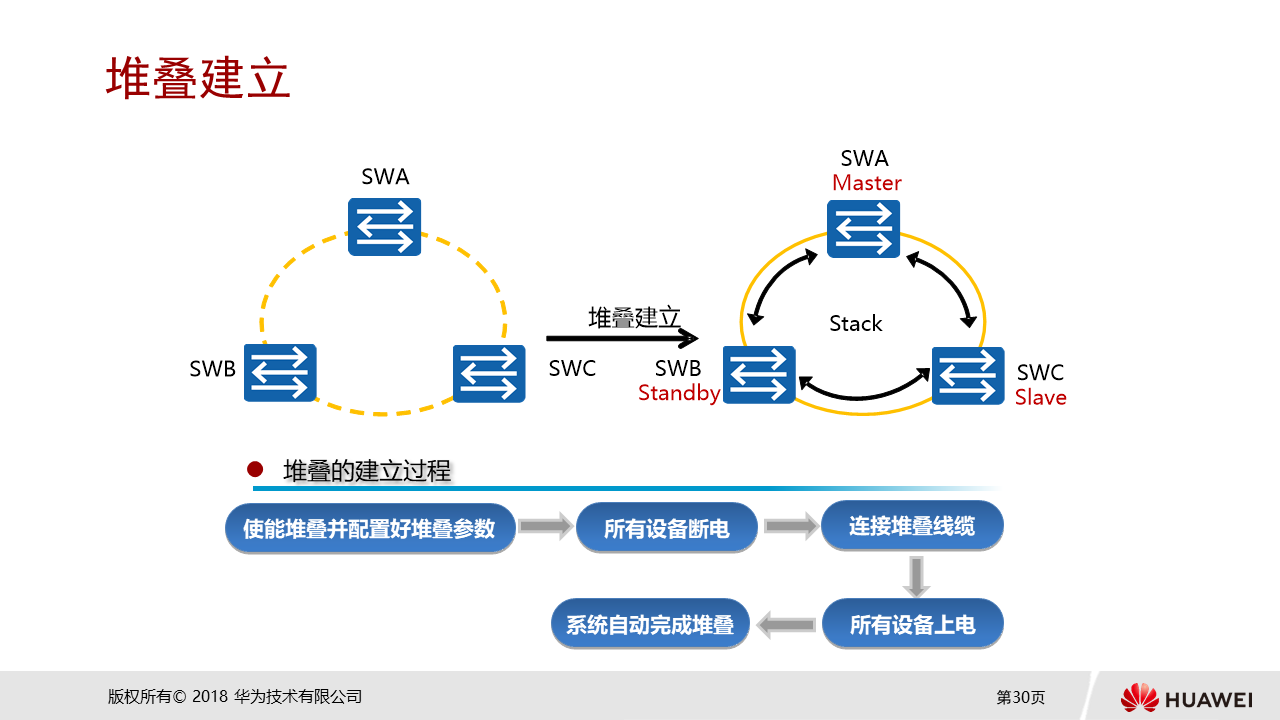 堆叠建立
SWA
SWB
SWC
堆叠建立
SWA
Master
Stack
SWB
Standby
SWC
Slave
堆叠的建立过程
使能堆叠并配置好堆叠参数
所有设备断电
连接堆叠线缆
所有设备上电
系统自动完成堆叠
版权所有© 2018 华为技术有限公司
第30页
HUAWEI